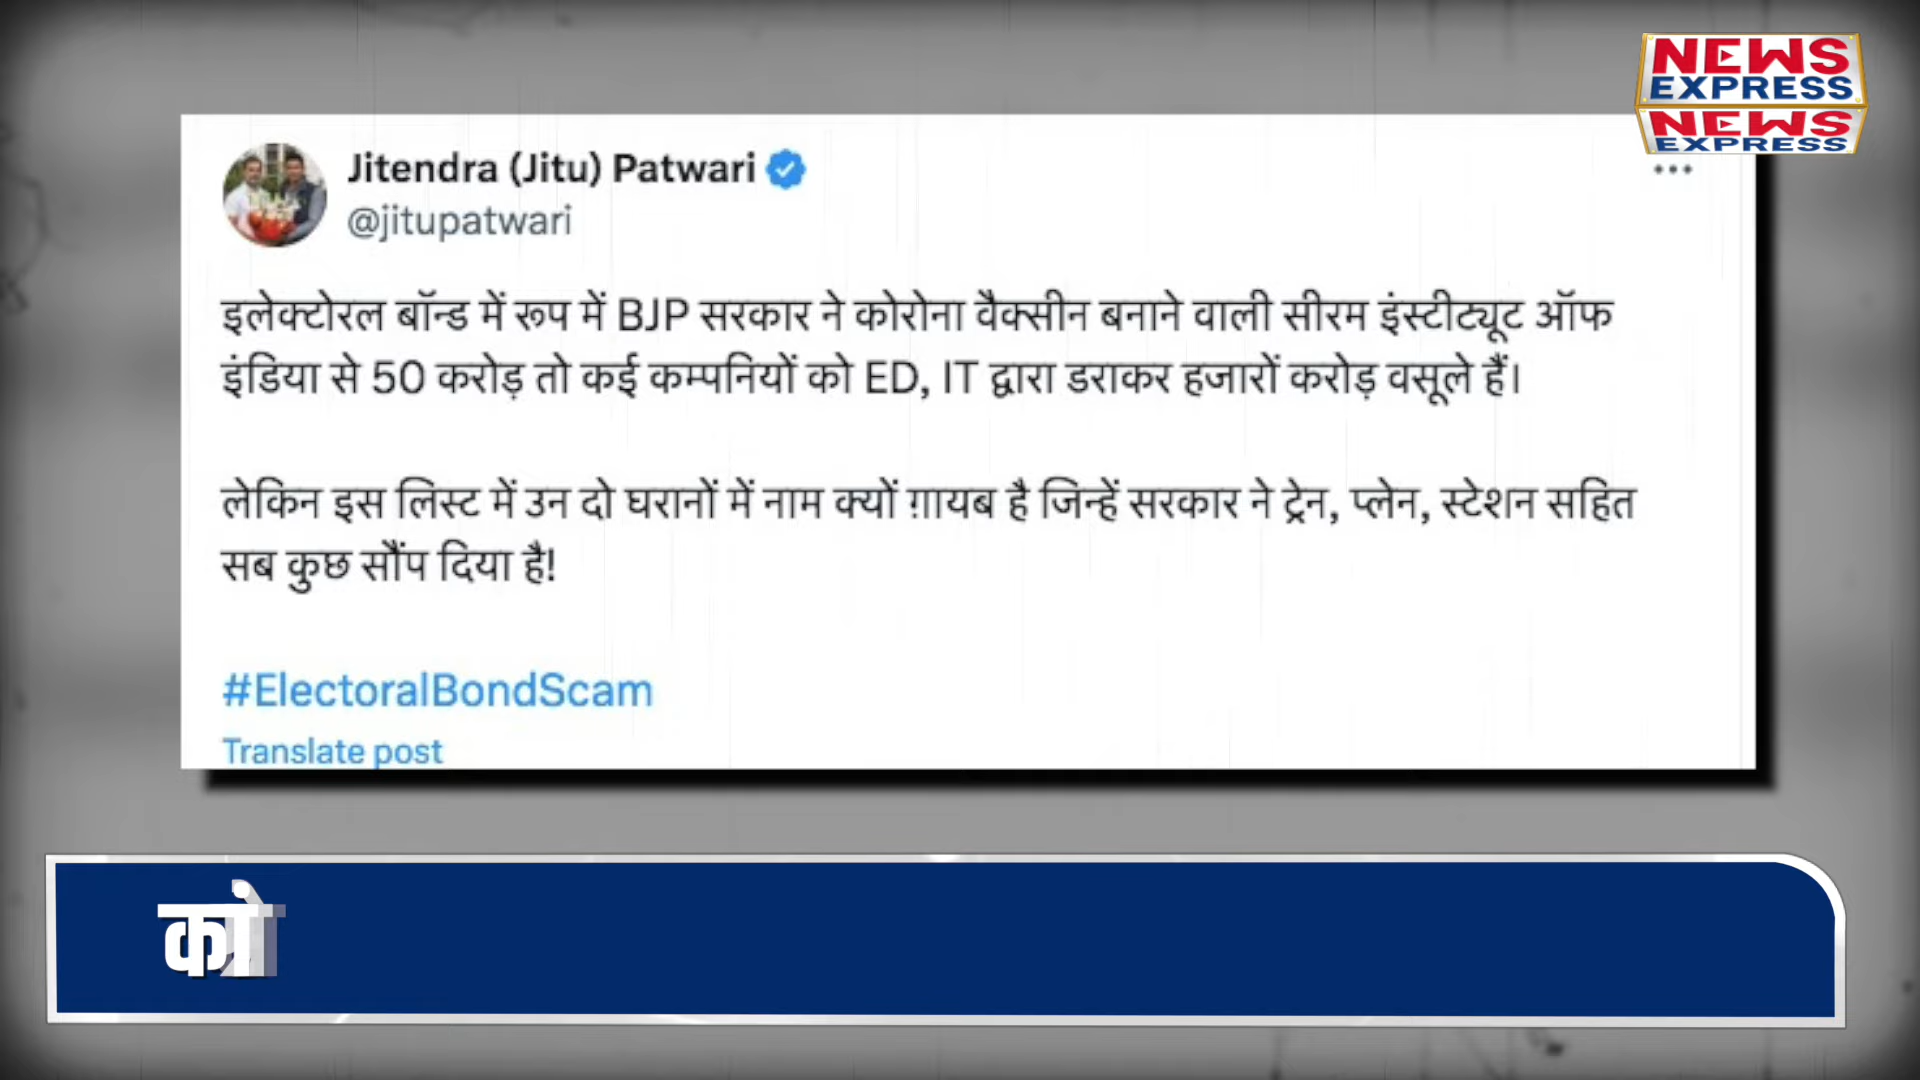 NEWS
EXPRESS
NEWS
EXPRESS
Jitendra (Jitu) Patwari
@jitupatwari
इलेक्टोरल बॉन्ड में रूप में BJP सरकार ने कोरोना वैक्सीन बनाने वाली सीरम इंस्टीट्यूट ऑफ
इंडिया से 50 करोड़ तो कई कम्पनियों को ED, IT द्वारा डराकर हजारों करोड़ वसूले हैं।
लेकिन इस लिस्ट में उन दो घरानों में नाम क्यों ग़ायब है जिन्हें सरकार ने ट्रेन, प्लेन, स्टेशन सहित
सब कुछ सौंप दिया है!
#ElectoralBondScam
Translate post